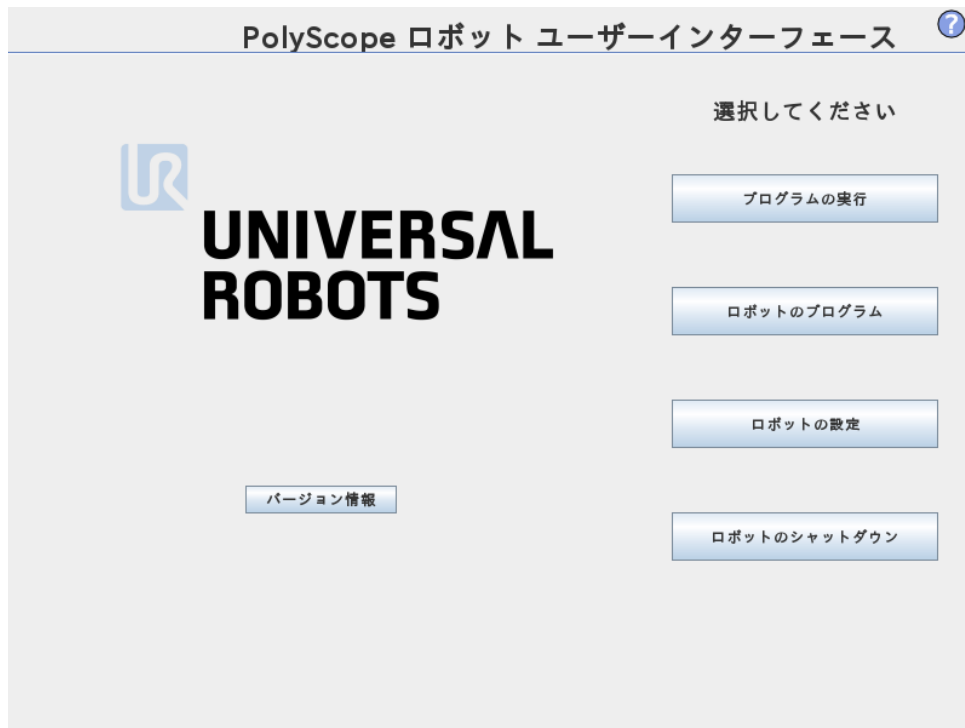 PolyScope ロボット ユーザーインターフェース
?
選択してください
UR
UNIVERSAL
ROBOTS
プログラムの実行
ロボットのプログラム
ロボットの設定
バージョン情報
ロボットのシャットダウン